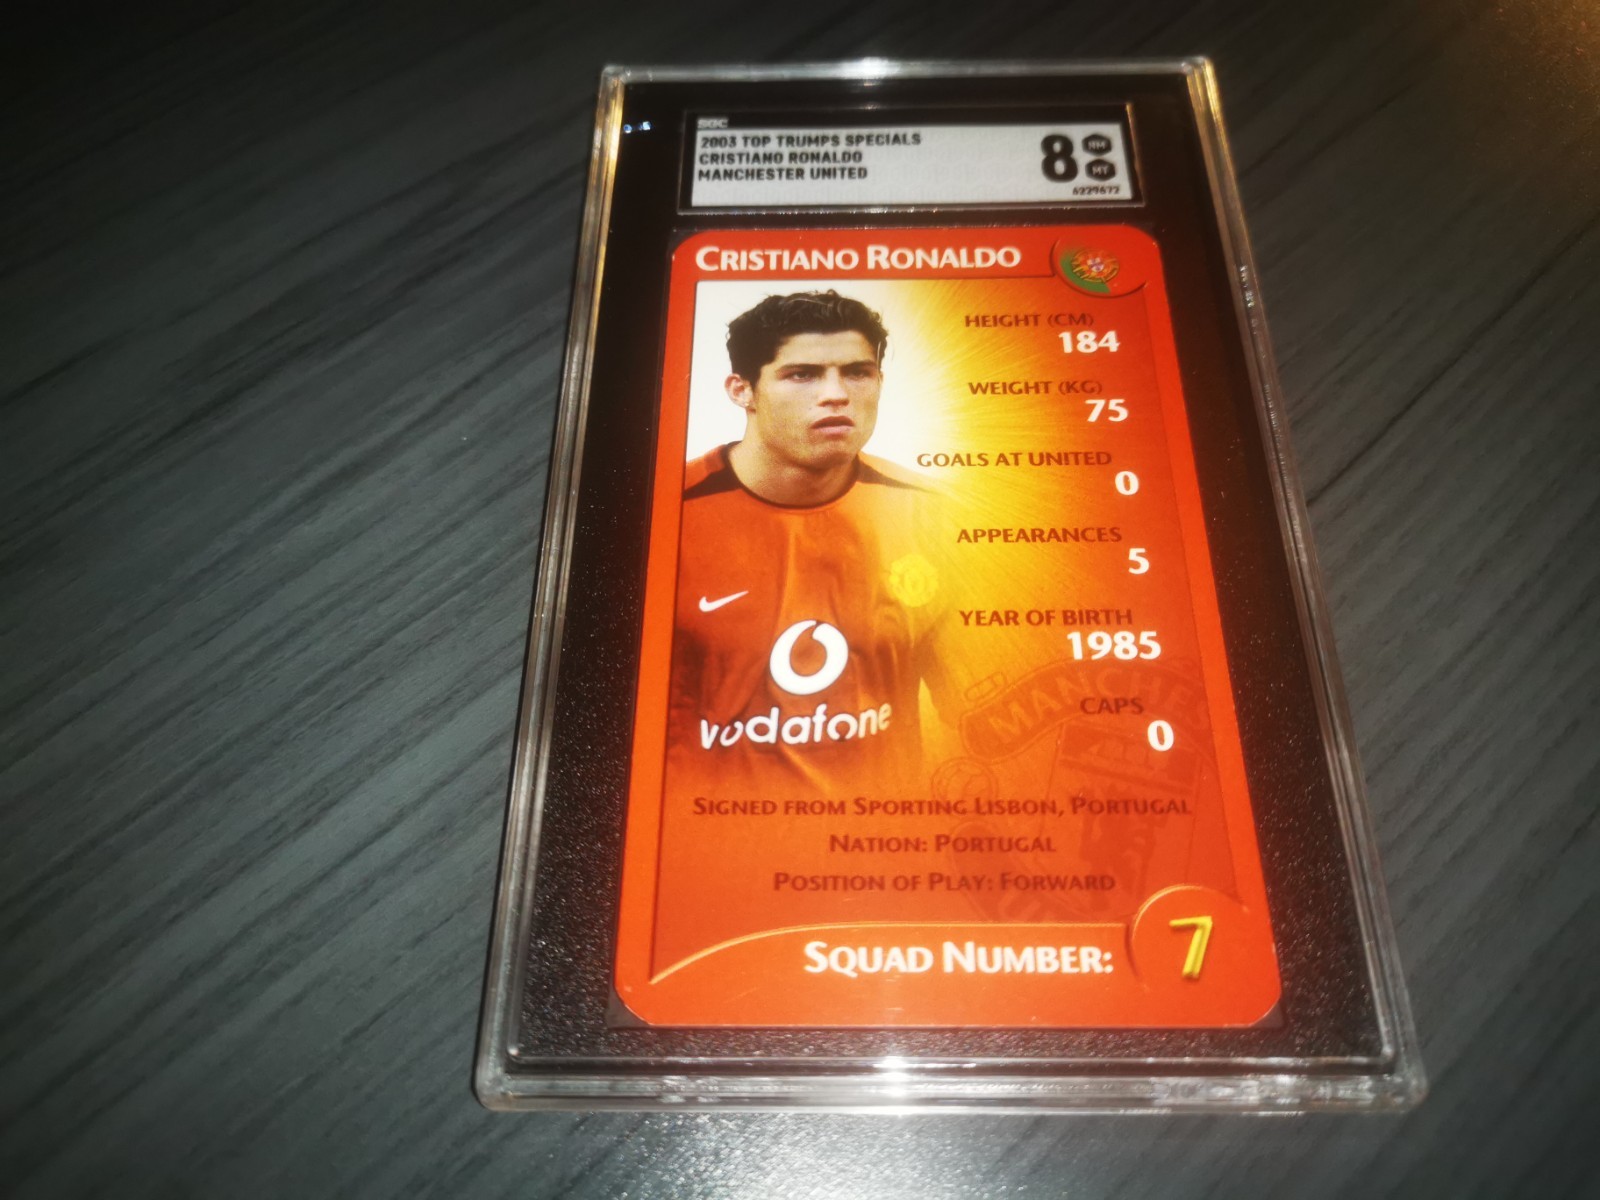 SGC
2003 TOP TRUMPS SPECIALS
CRISTIANO RONALDO
MANCHESTER UNITED
8
NM
MT
6229672
CRISTIANO RONALDO
HEIGHT (CM)
184
WEIGHT (KG)
75
GOALS AT UNITED
0
APPEARANCES
5
YEAR OF BIRTH
1985
CAPS
0
vodafone
MANCHES
SIGNED FROM SPORTING LISBON, PORTUGAL
NATION: PORTUGAL
POSITION OF PLAY: FORWARD
SQUAD NUMBER:
7